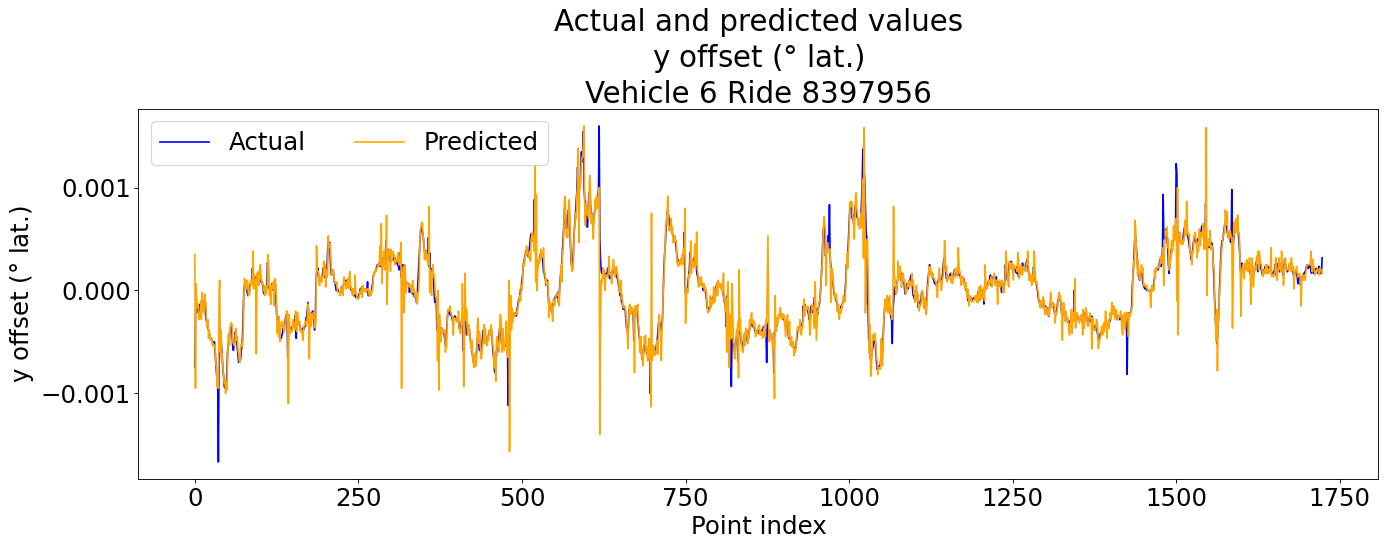 Actual and predicted values
y offset (° lat.)
Vehicle 6 Ride 8397956
Actual
Predicted
y offset (° lat.)
0.001
0.000
−0.001
0 250 500 750 1000 1250 1500 1750
Point index